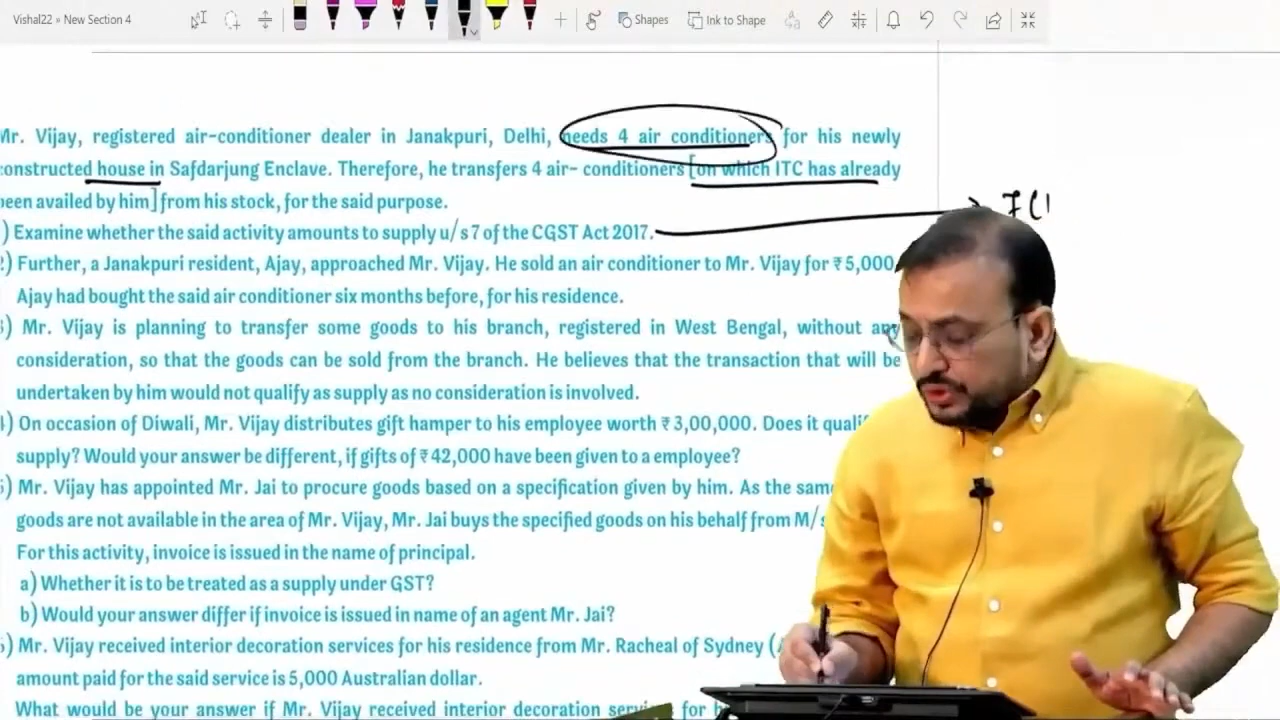 Vishal22 » New Section 4
Shapes
Ink to Shape
Mr. Vijay, registered air-conditioner dealer in Janakpuri, Delhi, needs 4 air conditioners for his newly
constructed house in Safdarjung Enclave. Therefore, he transfers 4 air- conditioners [on which ITC has already
been availed by him] from his stock, for the said purpose.
) Examine whether the said activity amounts to supply u/s 7 of the CGST Act 2017.
7(1
2) Further, a Janakpuri resident, Ajay, approached Mr. Vijay. He sold an air conditioner to Mr. Vijay for ₹5,000,
Ajay had bought the said air conditioner six months before, for his residence.
3) Mr. Vijay is planning to transfer some goods to his branch, registered in West Bengal, without any
consideration, so that the goods can be sold from the branch. He believes that the transaction that will be
undertaken by him would not qualify as supply as no consideration is involved.
4) On occasion of Diwali, Mr. Vijay distributes gift hamper to his employee worth ₹3,00,000. Does it
supply? Would your answer be different, if gifts of ₹42,000 have been given to a employee?
5) Mr. Vijay has appointed Mr. Jai to procure goods based on a specification given by him. As the same
goods are not available in the area of Mr. Vijay, Mr. Jai buys the specified goods on his behalf from
For this activity, invoice is issued in the name of principal.
a) Whether it is to be treated as a supply under GST?
b) Would your answer differ if invoice is issued in name of an agent Mr. Jai?
6) Mr. Vijay received interior decoration services for his residence from Mr. Racheal of Sydney
amount paid for the said service is 5,000 Australian dollar.
What would be your answer if Mr. Vijay received interior decoration for